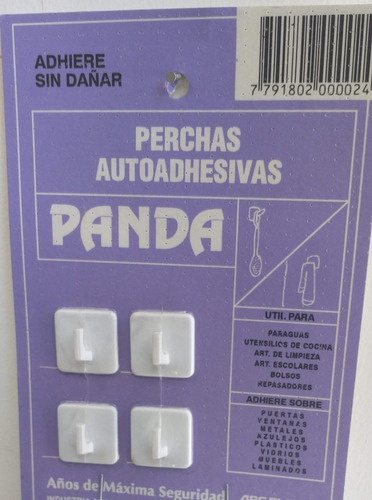 ADHIERE
SIN DAÑAR
7 791802 000024
PERCHAS
AUTOADHESIVAS
PANDA
UTIL PARA
PARAGUAS
UTENSILIOS DE COCINA
ART. DE LIMPIEZA
ART. ESCOLARES
BOLSOS
REPASADORES
ADHIERE SOBRE
PUERTAS
VENTANAS
METALES
AZULEJOS
PLASTICOS
VIDRIOS
MUEBLES
LAMINADOS
Años de Máxima Seguridad
INDUSTRIA